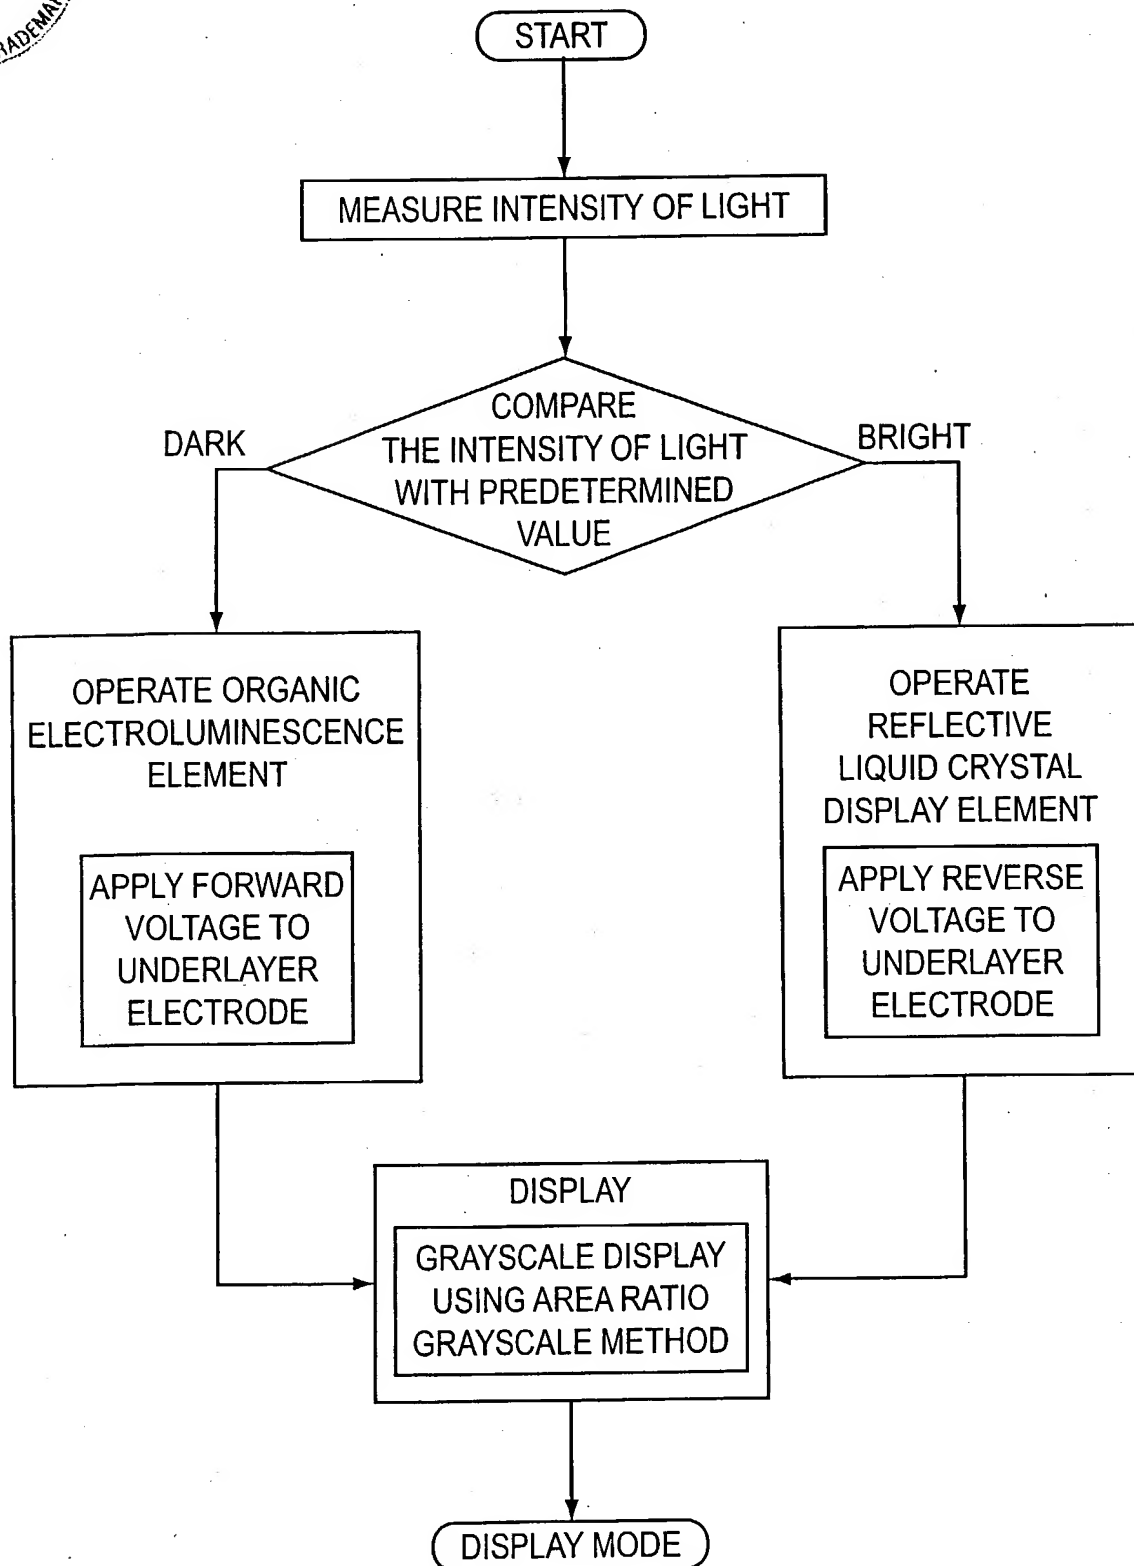 START
MEASURE INTENSITY OF LIGHT
COMPARE
THE INTENSITY OF LIGHT
WITH PREDETERMINED
VALUE
DARK
BRIGHT
OPERATE ORGANIC
ELECTROLUMINESCENCE
ELEMENT
APPLY FORWARD
VOLTAGE TO
UNDERLAYER
ELECTRODE
OPERATE
REFLECTIVE
LIQUID CRYSTAL
DISPLAY ELEMENT
APPLY REVERSE
VOLTAGE TO
UNDERLAYER
ELECTRODE
DISPLAY
GRAYSCALE DISPLAY
USING AREA RATIO
GRAYSCALE METHOD
DISPLAY MODE